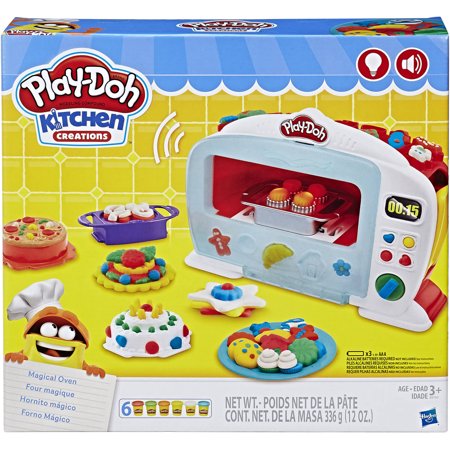 PLAY-DOH
KITCHEN
CREATIONS
PLAY-DOH
00:15
Magical Oven
Four magique
Hornito mágico
Forno Mágico
x3
AGE - EDAD
IDADE
3+
6
NET WT.- POIDS NET DE LA PÂTE
CONT. NET. DE LA MASA 336 g (12 OZ.)
Hasbro